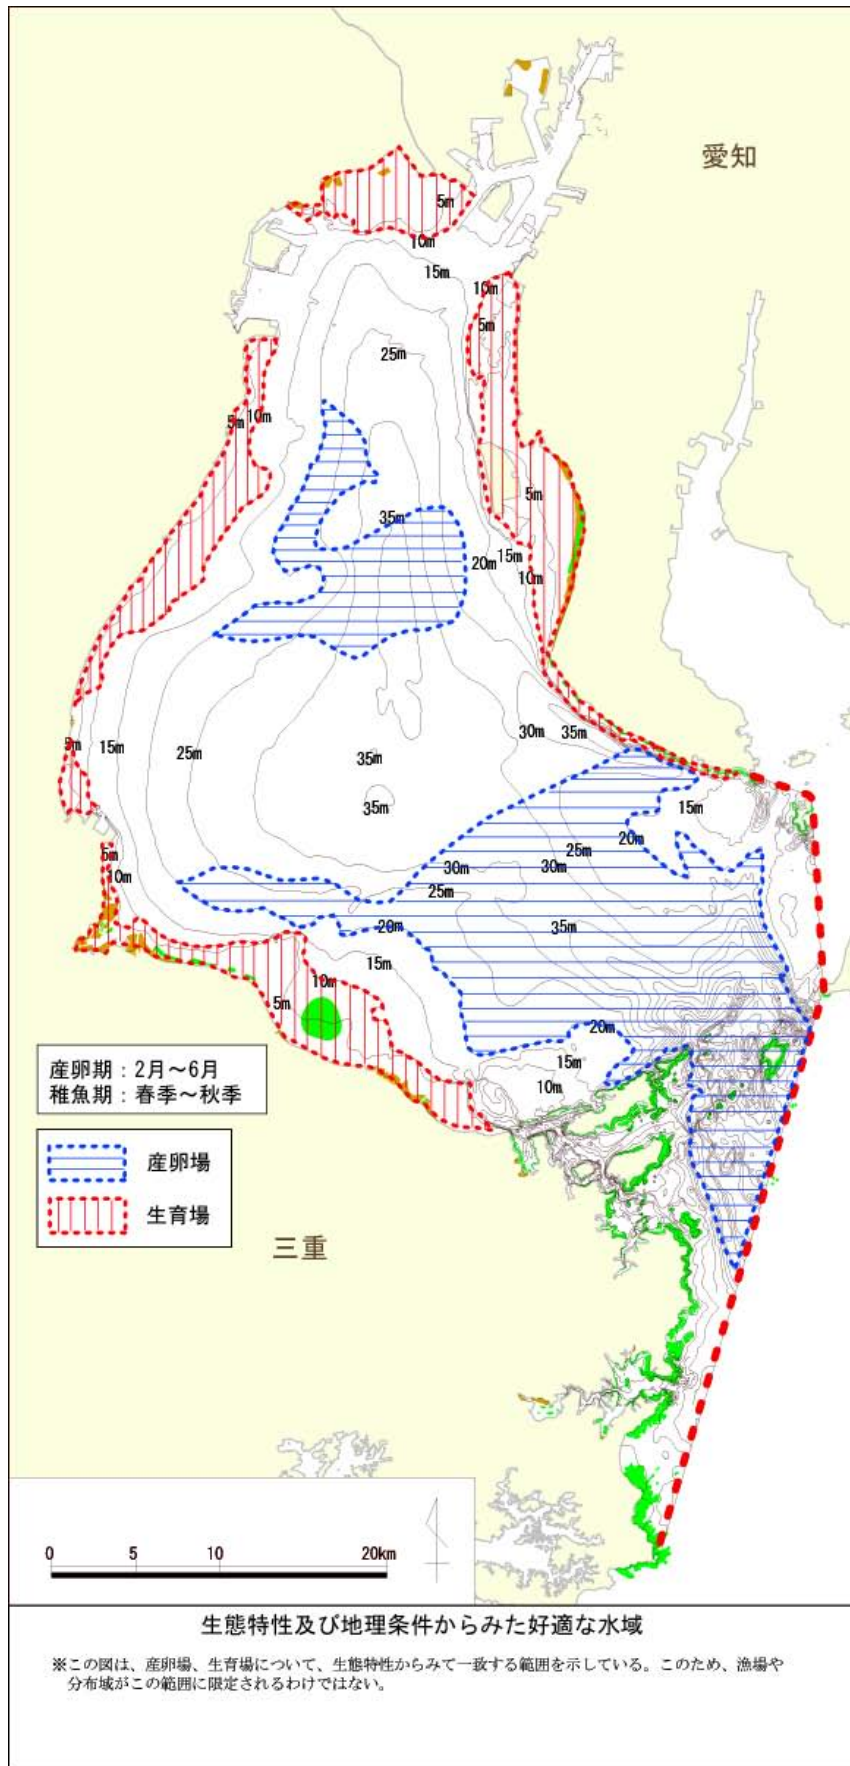 愛知
5m
10m
15m
10m
5m
25m
5m
10m
5m
35m
15m
20m
10m
30m
35m
5m
15m
25m
35m
35m
15m
20m
25m
5m
30m
30m
10m
25m
20m
35m
15m
10m
5m
20m
15m
10m
産卵期:2月~6月
稚魚期:春季~秋季
産卵場
生育場
三重
0 5 10 20km
生態特性及び地理条件からみた好適な水域
※この図は、産卵場、生育場について、生態特性からみて一致する範囲を示している。このため、漁場や
分布域がこの範囲に限定されるわけではない。